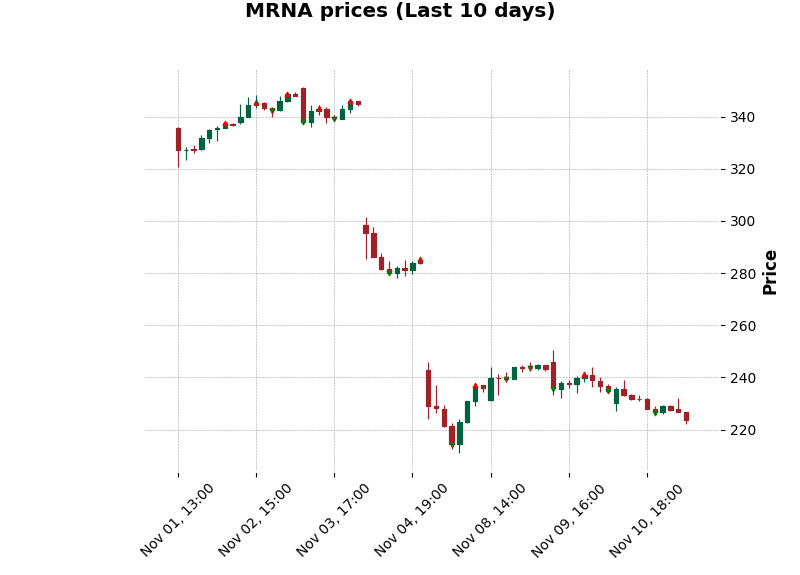 MRNA prices (Last 10 days)
340
320
300
280
260
240
220
Price
Nov 01, 13:00
Nov 02, 15:00
Nov 03, 17:00
Nov 04, 19:00
Nov 08, 14:00
Nov 09, 16:00
Nov 10, 18:00